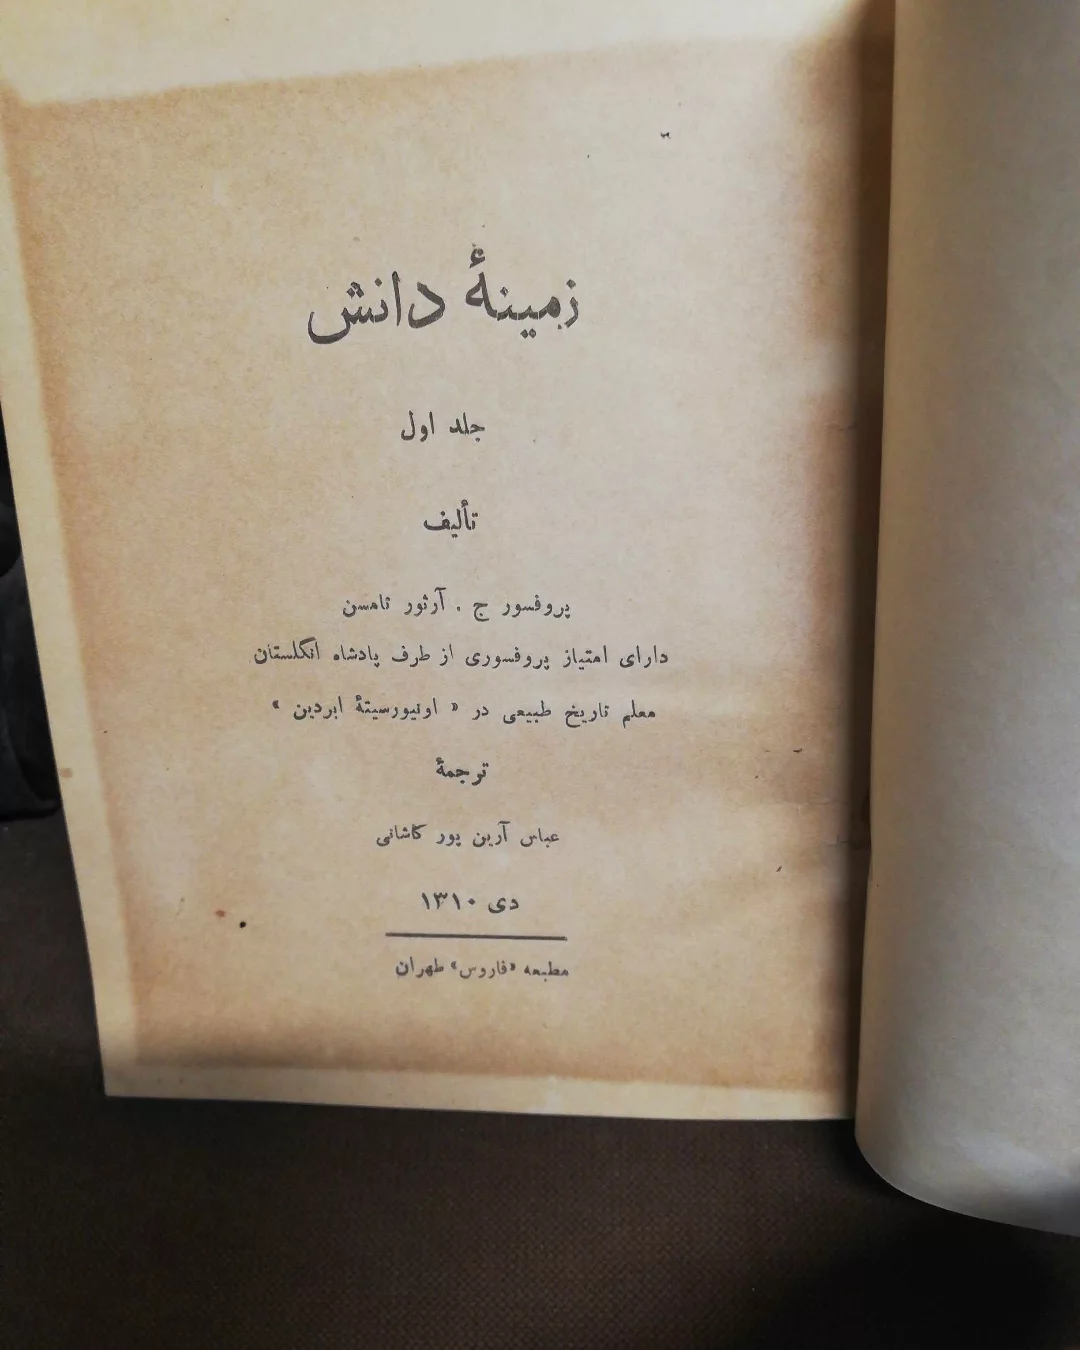 زمینهٔ دانش
جلد اول
تألیف
پروفسور ج . آرثور تامسن
دارای امتیاز پروفسوری از طرف پادشاه انگلستان
معلم تاریخ طبیعی در « اونیورسیتهٔ ابردین »
ترجمهٔ
عباس آرین پور کاشانی
دی ۱۳۱۰
مطبعه «فاروس» طهران